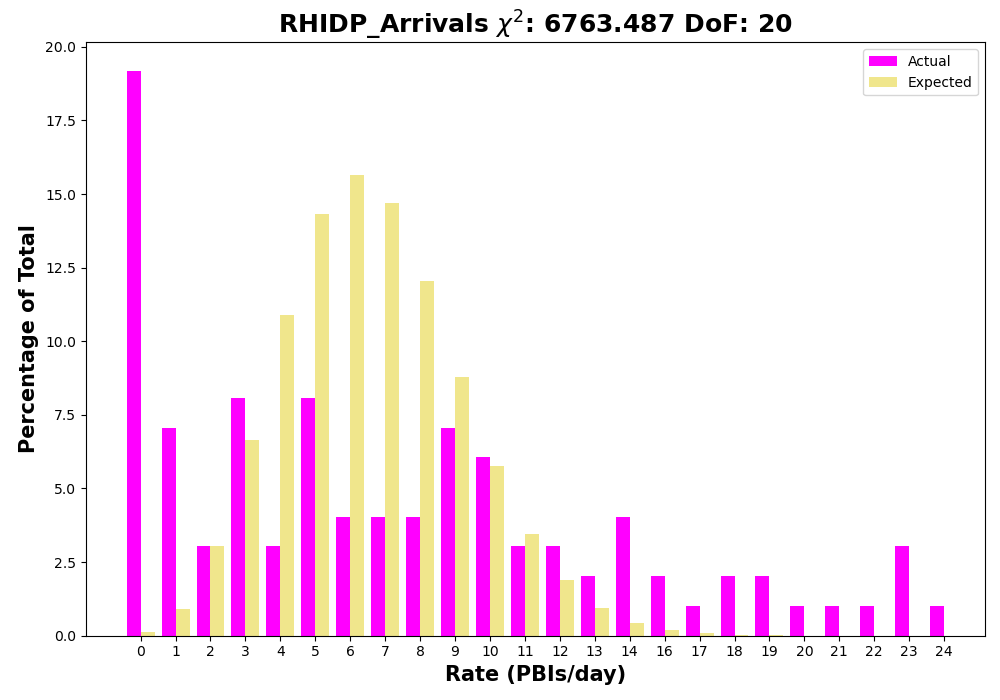 RHIDP_Arrivals χ²: 6763.487 DoF: 20
Actual
Expected
Percentage of Total
20.0
17.5
15.0
12.5
10.0
7.5
5.0
2.5
0.0
0 1 2 3 4 5 6 7 8 9 10 11 12 13 14 16 17 18 19 20 21 22 23 24
Rate (PBIs/day)